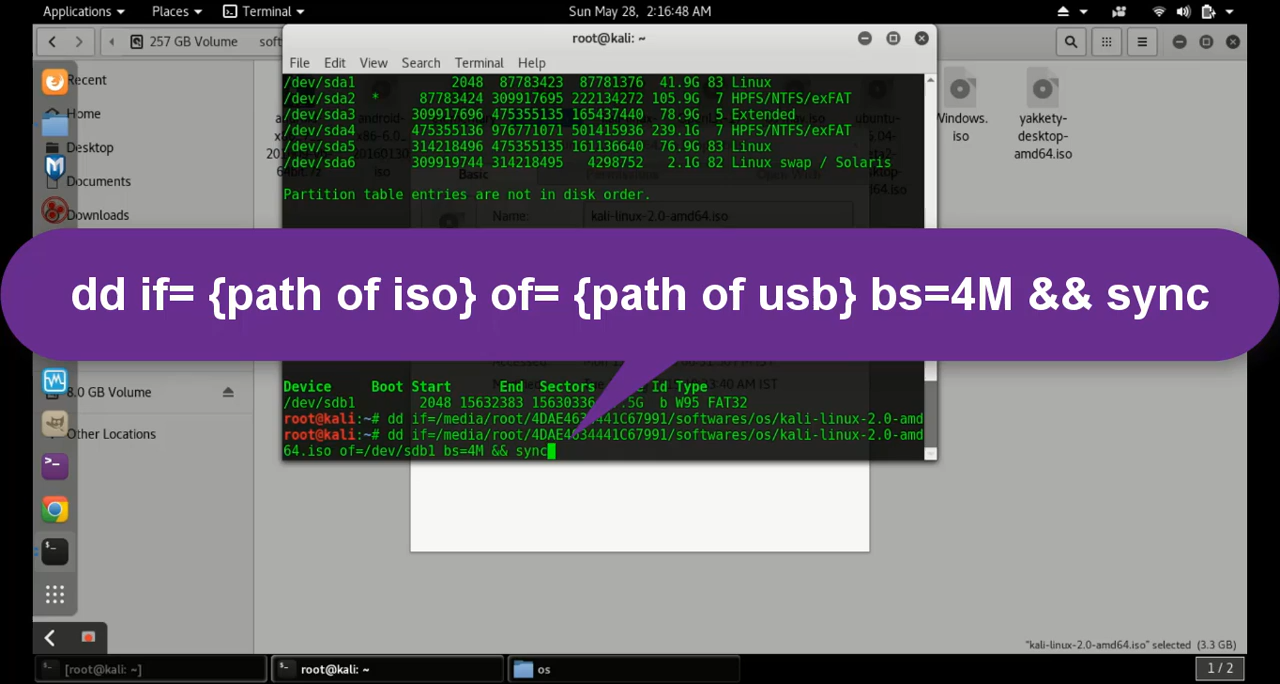 Applications Places Terminal Sun May 28, 2:16:48 AM
257 GB Volume
root@kali: ~
File Edit View Search Terminal Help
Recent
Home
Desktop
Documents
Downloads
8.0 GB Volume
Other Locations
/dev/sda1 2048 87783423 87781376 41.9G 83 Linux
/dev/sda2 * 87783424 309917695 222134272 105.9G 7 HPFS/NTFS/exFAT
/dev/sda3 309917696 475355135 165437440 78.9G 5 Extended
/dev/sda4 475355136 976771071 501415936 239.1G 7 HPFS/NTFS/exFAT
/dev/sda5 314218496 475355135 161136640 76.9G 83 Linux
/dev/sda6 309919744 314218495 4298752 2.1G 82 Linux swap / Solaris
Partition table entries are not in disk order.
Basic
Name: kali-linux-2.0-amd64.iso
dd if= {path of iso} of= {path of usb} bs=4M && sync
Device Boot Start End Sectors Id Type
/dev/sdb1 2048 15632383 15630336 b W95 FAT32
root@kali:~# dd if=/media/root/4DAE4634441C67991/softwares/os/kali-linux-2.0-amd
root@kali:~# dd if=/media/root/4DAE4634441C67991/softwares/os/kali-linux-2.0-amd
64.iso of=/dev/sdb1 bs=4M && sync
Windows.
iso
yakkety-
desktop-
amd64.iso
"kali-linux-2.0-amd64.iso" selected (3.3 GB)
[root@kali: ~] root@kali: ~ os 1 / 2